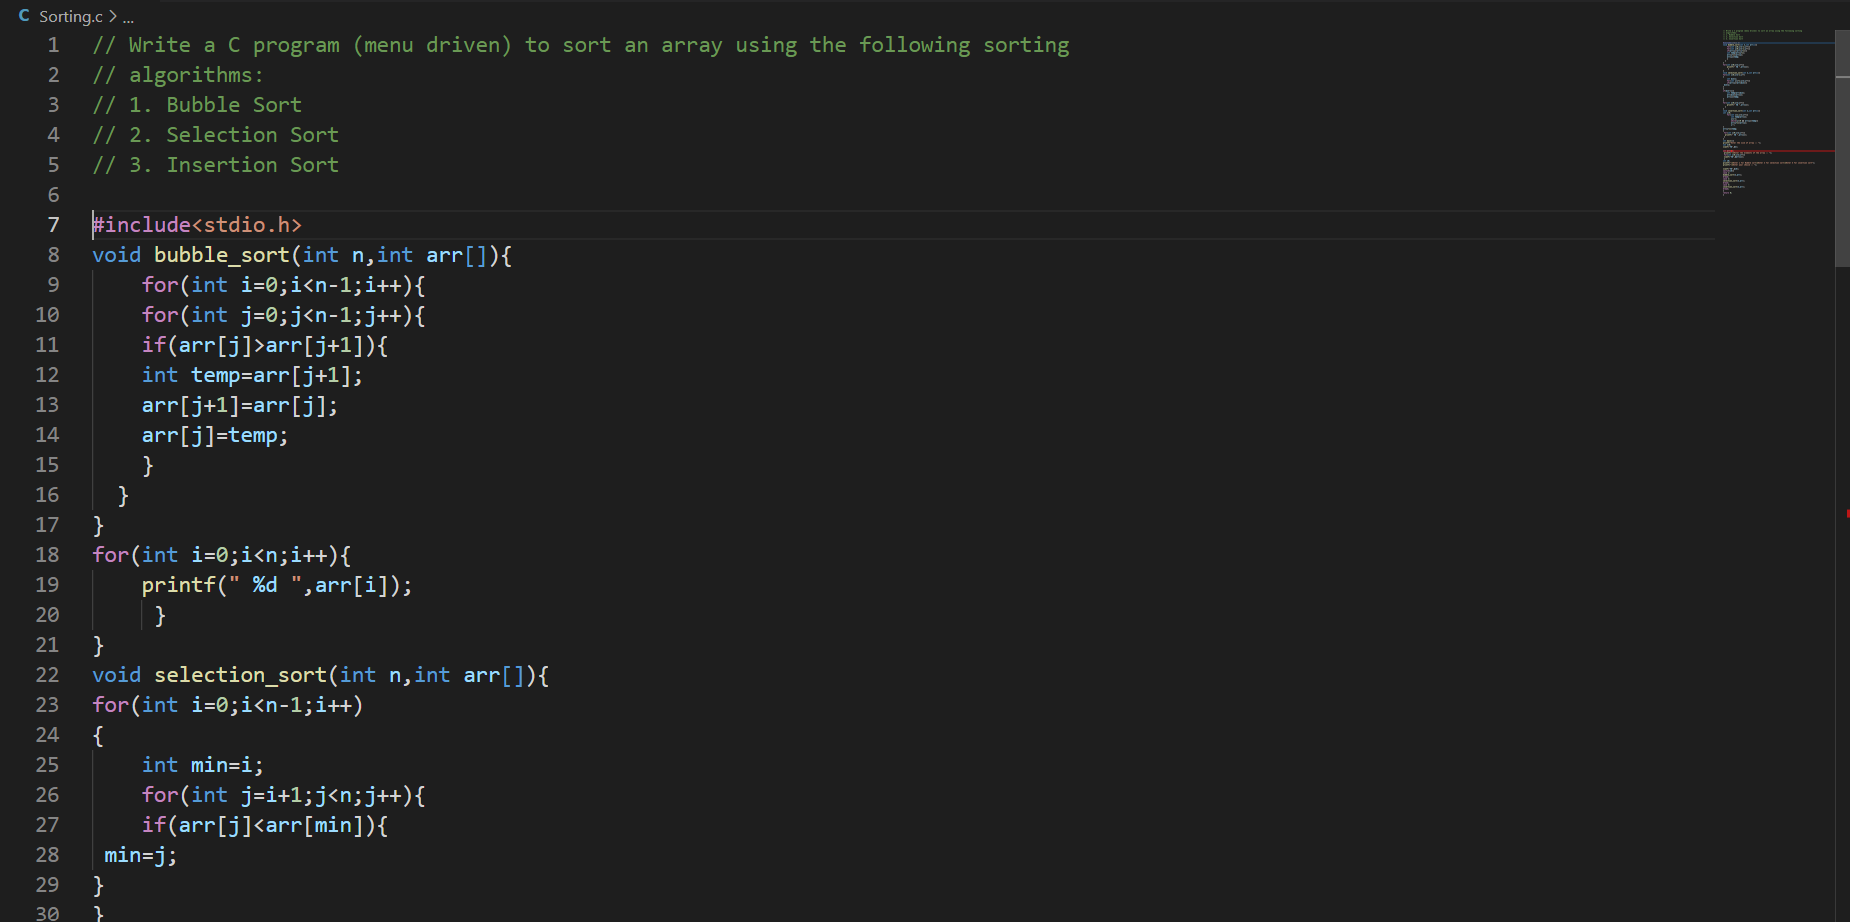 C Sorting.c > ...
1 // Write a C program (menu driven) to sort an array using the following sorting
2 // algorithms:
3 // 1. Bubble Sort
4 // 2. Selection Sort
5 // 3. Insertion Sort
6
7 #include<stdio.h>
8 void bubble_sort(int n,int arr[]){
9     for(int i=0;i<n-1;i++){
10     for(int j=0;j<n-1;j++){
11     if(arr[j]>arr[j+1]){
12     int temp=arr[j+1];
13     arr[j+1]=arr[j];
14     arr[j]=temp;
15     }
16   }
17 }
18 for(int i=0;i<n;i++){
19     printf(" %d ",arr[i]);
20      }
21 }
22 void selection_sort(int n,int arr[]){
23 for(int i=0;i<n-1;i++)
24 {
25     int min=i;
26     for(int j=i+1;j<n;j++){
27     if(arr[j]<arr[min]){
28  min=j;
29 }
30 }